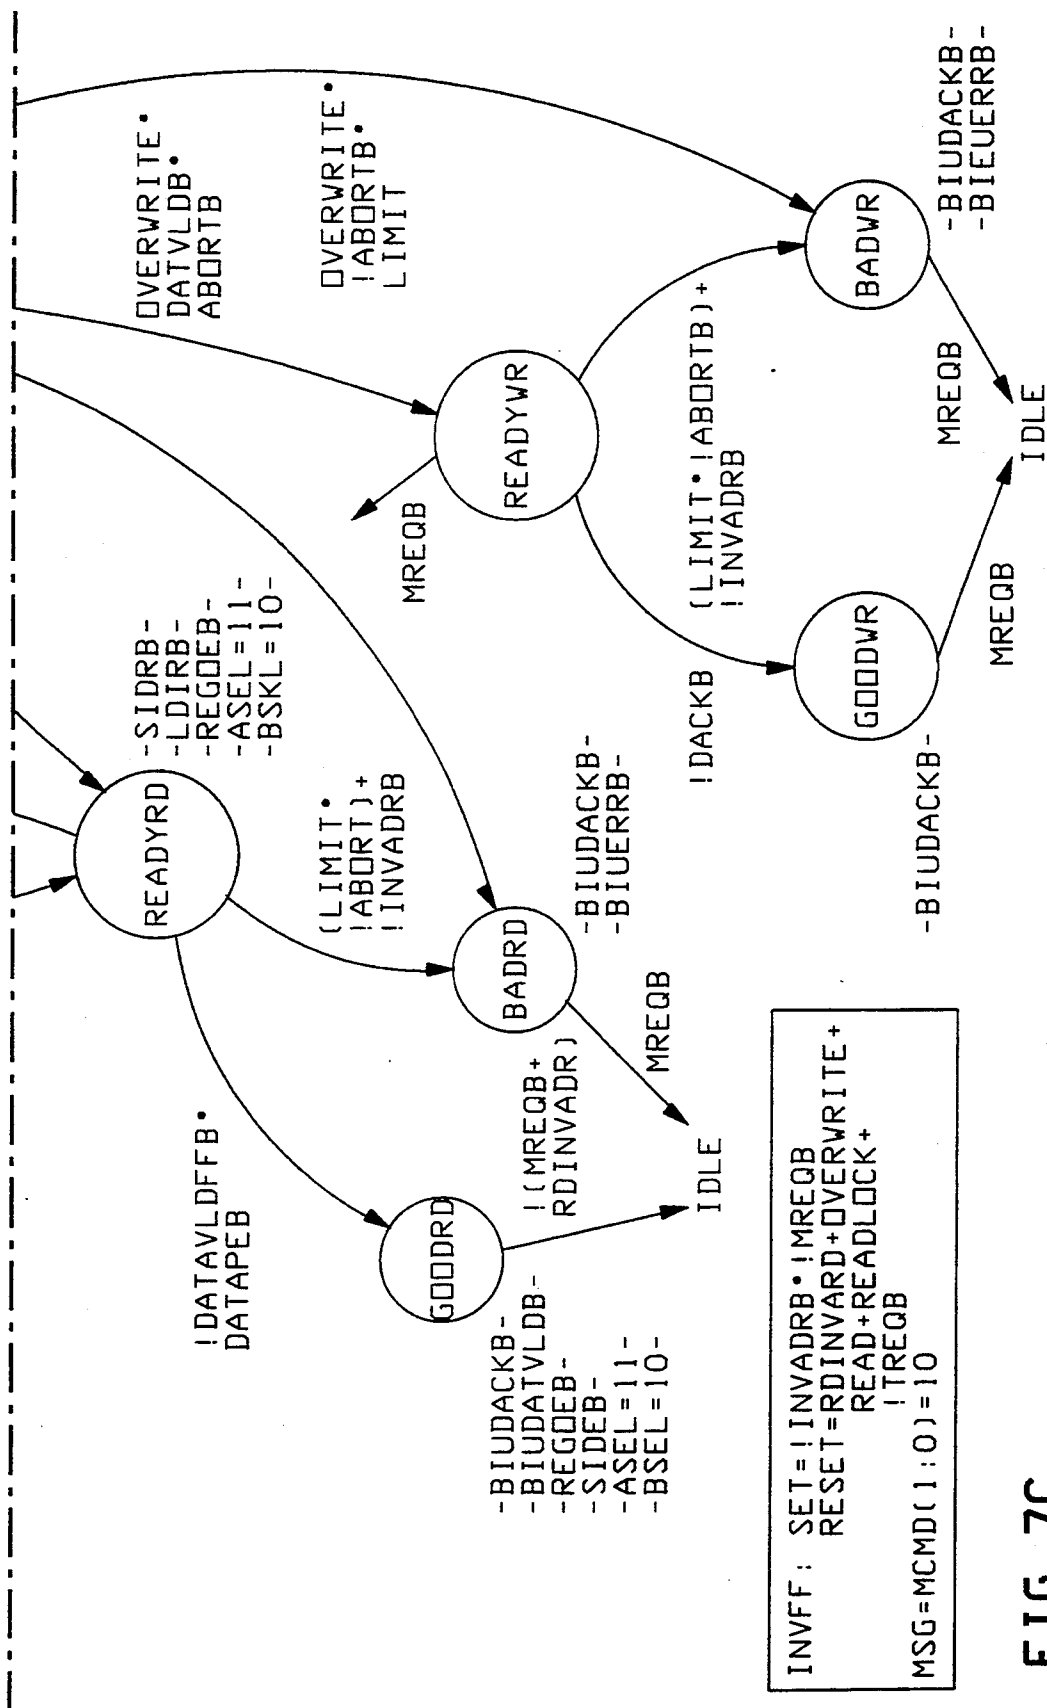 OVERWRITE•
DATVLDB•
ABORTB
OVERWRITE•
!ABORTB•
LIMIT
-SIDRB-
-LDIRB-
-REGOEB-
-ASEL=11-
-BSKL=10-
READYRD
MREQB
READYWR
(LIMIT•
!ABORT)+
!INVADRB
!DATAVLDFFB•
DATAPEB
(LIMIT•!ABORTB)+
!INVADRB
!DACKB
BADWR
-BIUDACKB-
-BIEUERRB-
BADRD
-BIUDACKB-
-BIUERRB-
GOODRD
!(MREQB+
RDINVADR)
-BIUDACKB-
-BIUDATVLDB-
-REGOEB-
-SIDEB-
-ASEL=11-
-BSEL=10-
GOODWR
-BIUDACKB-
MREQB
MREQB
MREQB
IDLE
IDLE
INVFF: SET=!INVADRB•!MREQB
RESET=RDINVARD+OVERWRITE+
READ+READLOCK+
!TREQB
MSG=MCMD(1:0)=10
FIG. 7C